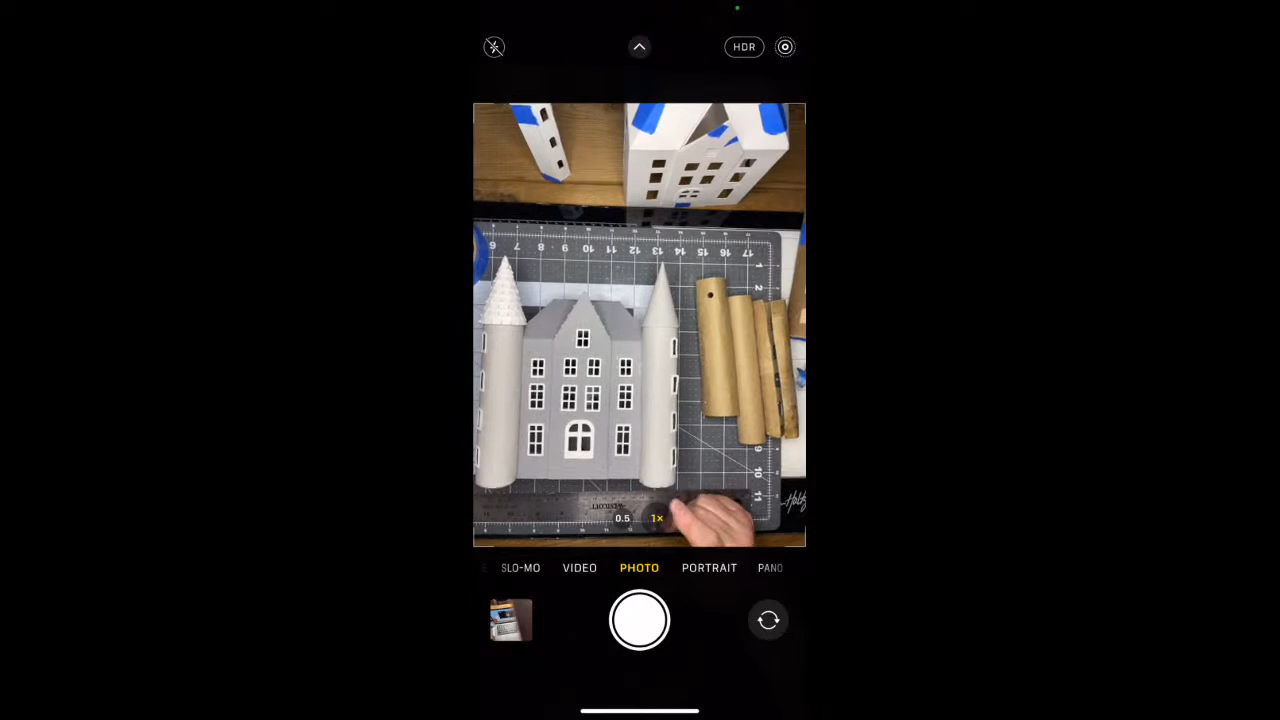 HDR
6 7 8 9 10 11 12 13 14 15 16 17
1
2
9
10
11
WESTCOTT
0.5 1×
SLO-MO VIDEO PHOTO PORTRAIT PANO